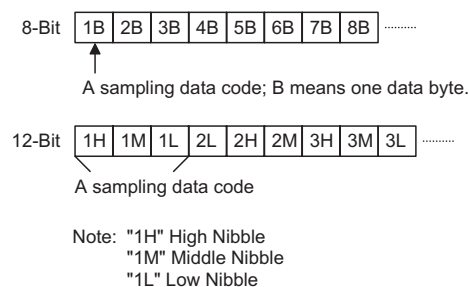 8-Bit 1B 2B 3B 4B 5B 6B 7B 8B
A sampling data code; B means one data byte.
12-Bit 1H 1M 1L 2L 2H 2M 3H 3M 3L
A sampling data code
Note: "1H" High Nibble
"1M" Middle Nibble
"1L" Low Nibble